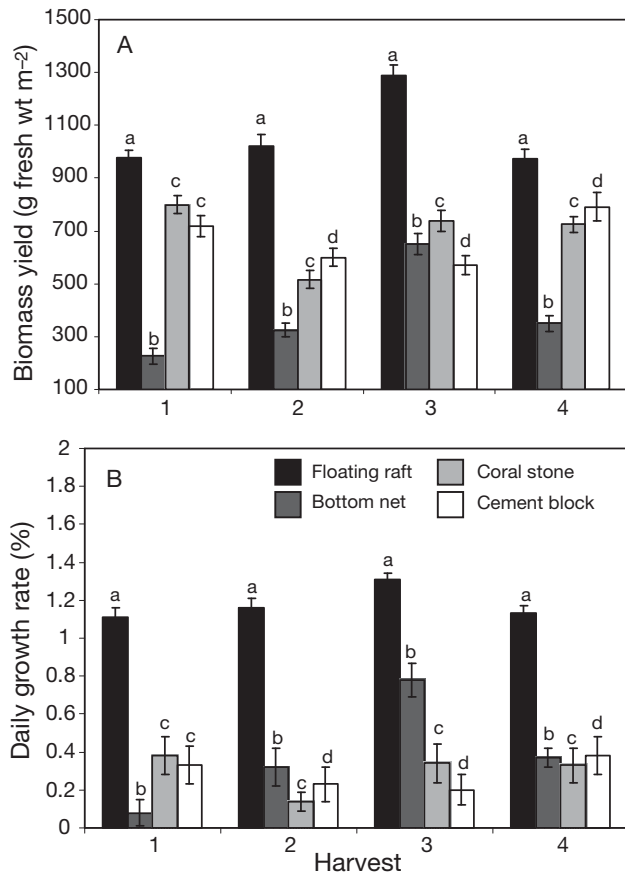 1500
1300
1100
900
700
500
300
100
Biomass yield (g fresh wt m⁻²)
A
a
b
c
c
a
b
c
d
a
b
c
d
a
b
c
d
1 2 3 4
2
1.8
1.6
1.4
1.2
1
0.8
0.6
0.4
0.2
0
Daily growth rate (%)
B
Floating raft Coral stone
Bottom net Cement block
a
b
c
c
a
b
c
d
a
b
c
d
a
b
c
d
1 2 3 4
Harvest